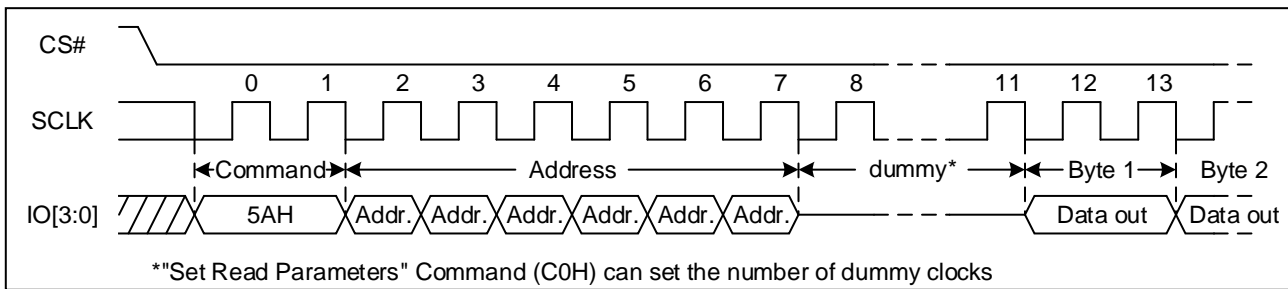 CS#
0 1 2 3 4 5 6 7 8 11 12 13
SCLK
Command Address dummy* Byte 1 Byte 2
IO[3:0] 5AH Addr. Addr. Addr. Addr. Addr. Addr. Data out Data out
*"Set Read Parameters" Command (C0H) can set the number of dummy clocks